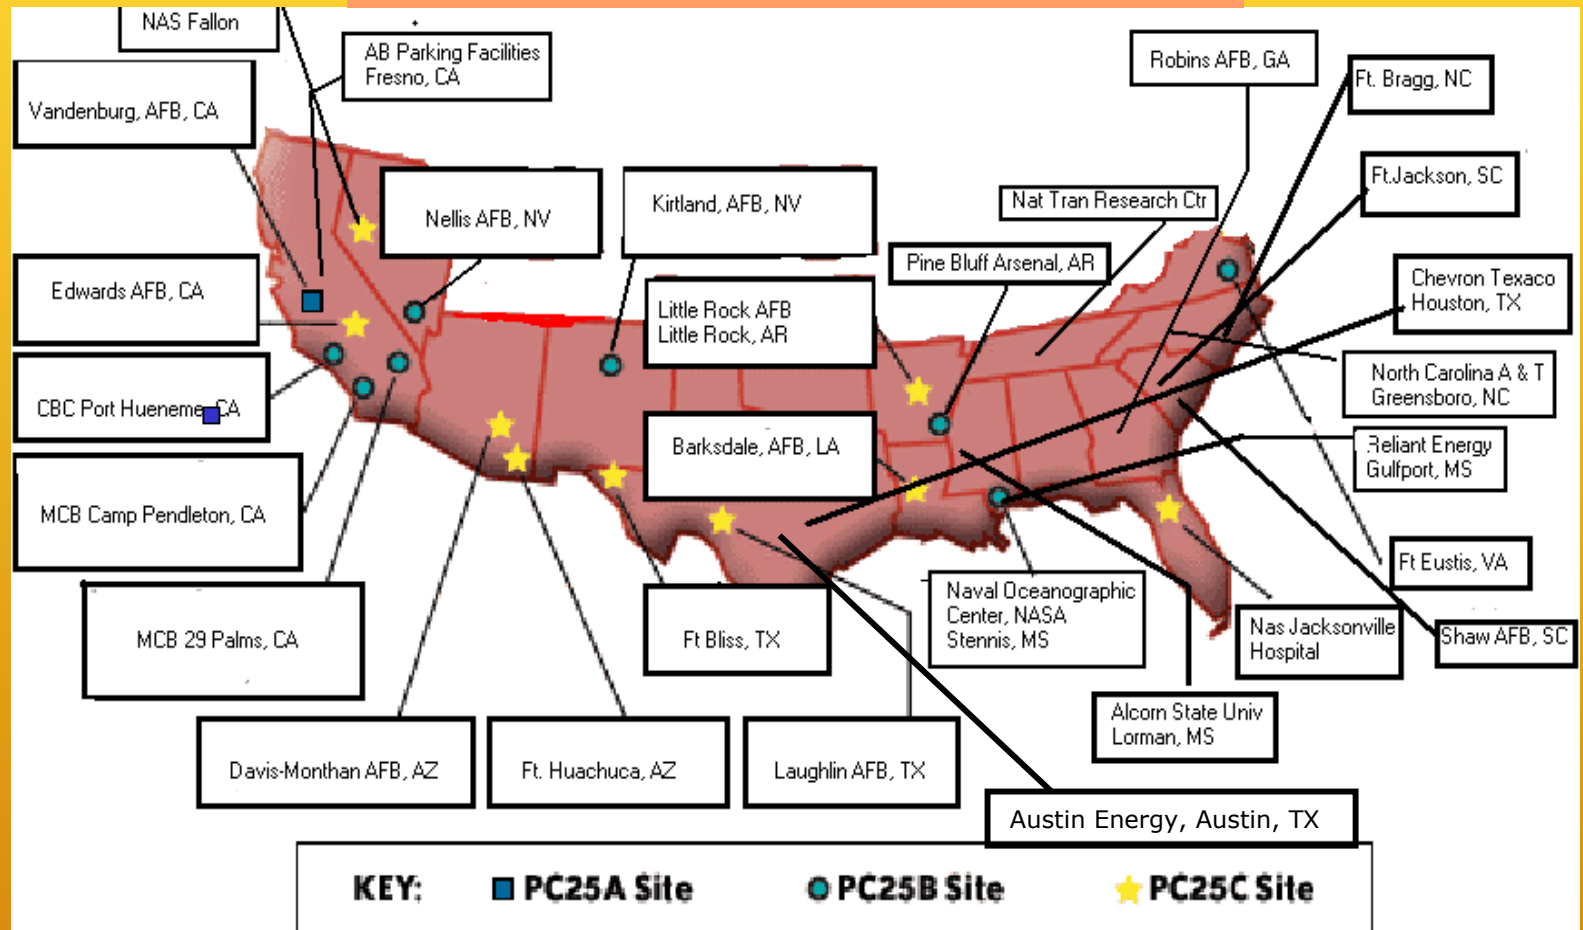 NAS Fallon
AB Parking Facilities
Fresno, CA
Robins AFB, GA
Ft. Bragg, NC
Vandenburg, AFB, CA
Nellis AFB, NV
Kirtland, AFB, NV
Nat Tran Research Ctr
Ft.Jackson, SC
Edwards AFB, CA
Pine Bluff Arsenal, AR
Chevron Texaco
Houston, TX
Little Rock AFB
Little Rock, AR
CBC Port Hueneme, CA
North Carolina A & T
Greensboro, NC
Barksdale, AFB, LA
Reliant Energy
Gulfport, MS
MCB Camp Pendleton, CA
Ft Eustis, VA
MCB 29 Palms, CA
Ft Bliss, TX
Naval Oceanographic
Center, NASA
Stennis, MS
Nas Jacksonville
Hospital
Shaw AFB, SC
Alcorn State Univ
Lorman, MS
Davis-Monthan AFB, AZ
Ft. Huachuca, AZ
Laughlin AFB, TX
Austin Energy, Austin, TX
KEY: PC25A Site PC25B Site PC25C Site